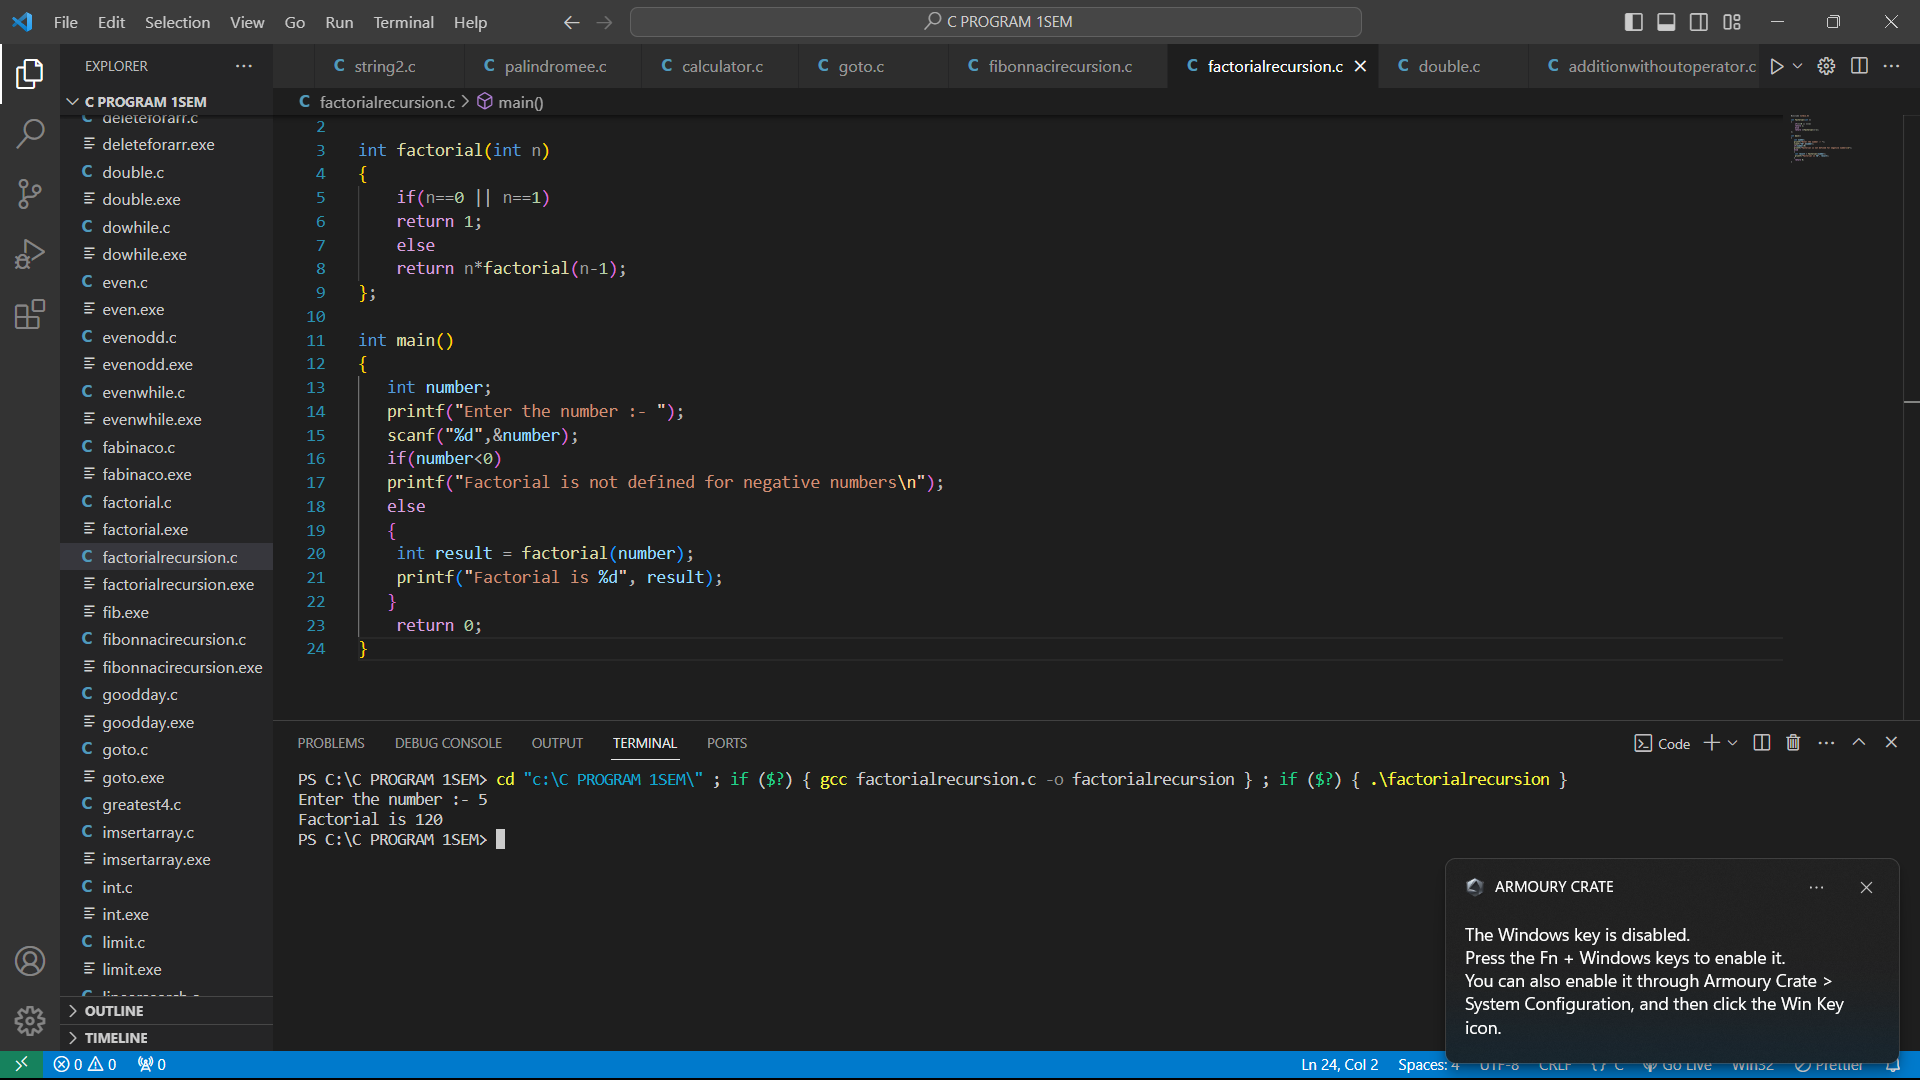 File Edit Selection View Go Run Terminal Help
C PROGRAM 1SEM
EXPLORER
C string2.c
C palindromee.c
C calculator.c
C goto.c
C fibonnacirecursion.c
C factorialrecursion.c
C double.c
C additionwithoutoperator.c
C PROGRAM 1SEM
C factorialrecursion.c > main()
C deleteforarr.c
deleteforarr.exe
C double.c
double.exe
C dowhile.c
dowhile.exe
C even.c
even.exe
C evenodd.c
evenodd.exe
C evenwhile.c
evenwhile.exe
C fabinaco.c
fabinaco.exe
C factorial.c
factorial.exe
C factorialrecursion.c
factorialrecursion.exe
fib.exe
C fibonnacirecursion.c
fibonnacirecursion.exe
C goodday.c
goodday.exe
C goto.c
goto.exe
C greatest4.c
C imsertarray.c
imsertarray.exe
C int.c
int.exe
C limit.c
limit.exe
OUTLINE
TIMELINE
2
3 int factorial(int n)
4 {
5 if(n==0 || n==1)
6 return 1;
7 else
8 return n*factorial(n-1);
9 };
10
11 int main()
12 {
13 int number;
14 printf("Enter the number :- ");
15 scanf("%d",&number);
16 if(number<0)
17 printf("Factorial is not defined for negative numbers\n");
18 else
19 {
20 int result = factorial(number);
21 printf("Factorial is %d", result);
22 }
23 return 0;
24 }
PROBLEMS DEBUG CONSOLE OUTPUT TERMINAL PORTS
Code
PS C:\C PROGRAM 1SEM> cd "c:\C PROGRAM 1SEM\" ; if ($?) { gcc factorialrecursion.c -o factorialrecursion } ; if ($?) { .\factorialrecursion }
Enter the number :- 5
Factorial is 120
PS C:\C PROGRAM 1SEM>
ARMOURY CRATE
The Windows key is disabled.
Press the Fn + Windows keys to enable it.
You can also enable it through Armoury Crate >
System Configuration, and then click the Win Key
icon.
0 0 0
Ln 24, Col 2 Spaces: 4 UTF-8 CRLF {} C Go Live Win32 Prettier